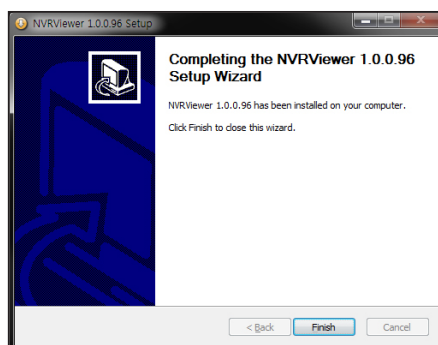 NVRViewer 1.0.0.96 Setup
Completing the NVRViewer 1.0.0.96
Setup Wizard
NVRViewer 1.0.0.96 has been installed on your computer.
Click Finish to close this wizard.
< Back
Finish
Cancel